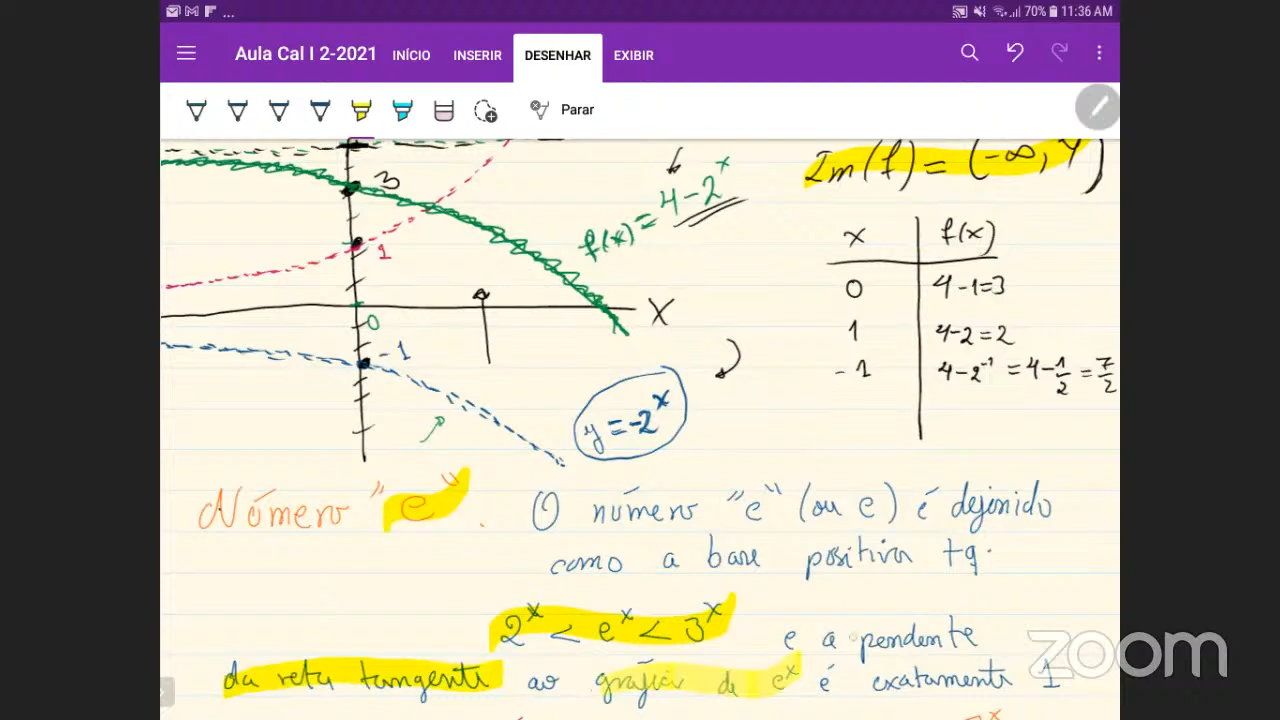 ... 70% 11:36 AM
Aula Cal I 2-2021 INÍCIO INSERIR DESENHAR EXIBIR
Parar
Im(f) = (-∞, 4)
3
f(x) = 4-2^x
1
x f(x)
0 4-1=3
X
0
1 4-2=2
-1
-1 4-2^-1 = 4-1/2 = 7/2
y = -2^x
Número "e". O número "e" (ou e) é definido
como a base positiva tq.
2^x < e^x < 3^x e a pendente
zoom
da reta tangente ao gráfico de e^x é exatamente 1